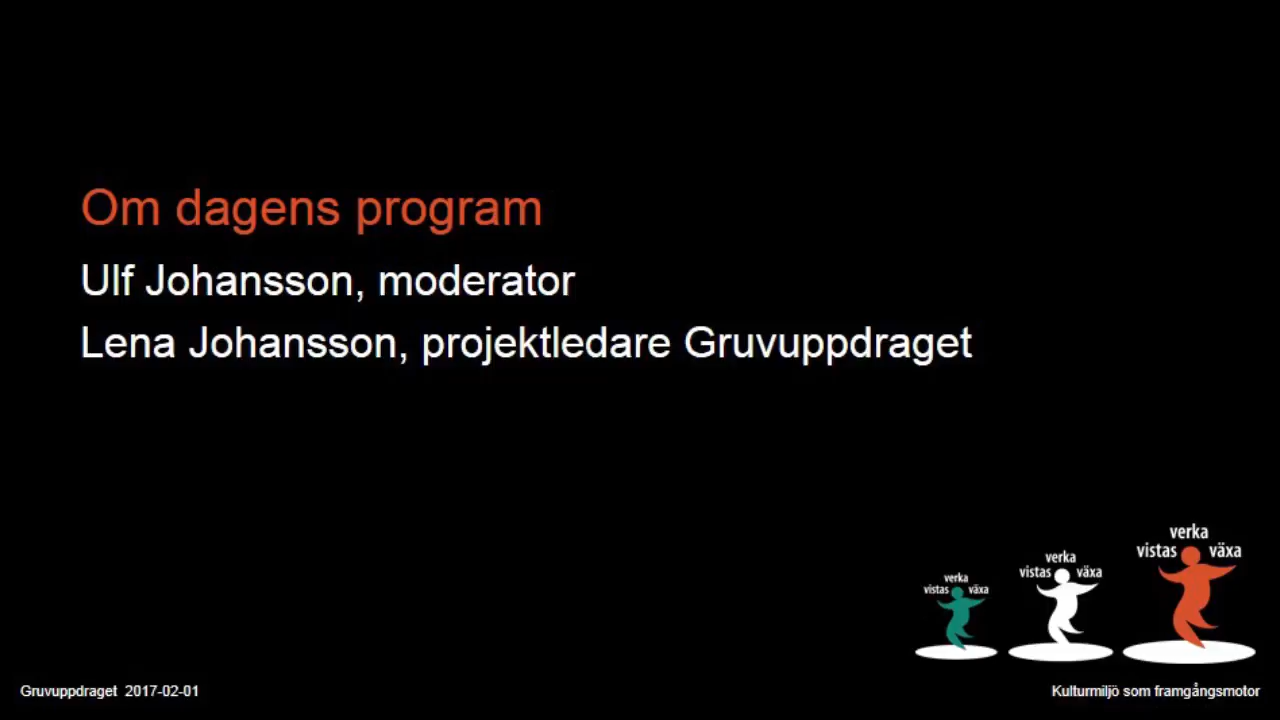 Om dagens program
Ulf Johansson, moderator
Lena Johansson, projektledare Gruvuppdraget
verka
vistas växa
verka
vistas växa
verka
vistas växa
Gruvuppdraget 2017-02-01
Kulturmiljö som framgångsmotor